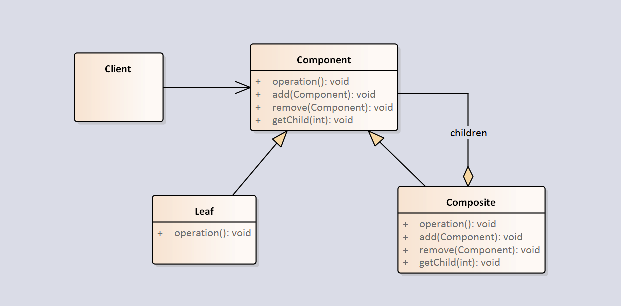 Client
Component
+ operation(): void
+ add(Component): void
+ remove(Component): void
+ getChild(int): void
children
Leaf
+ operation(): void
Composite
+ operation(): void
+ add(Component): void
+ remove(Component): void
+ getChild(int): void